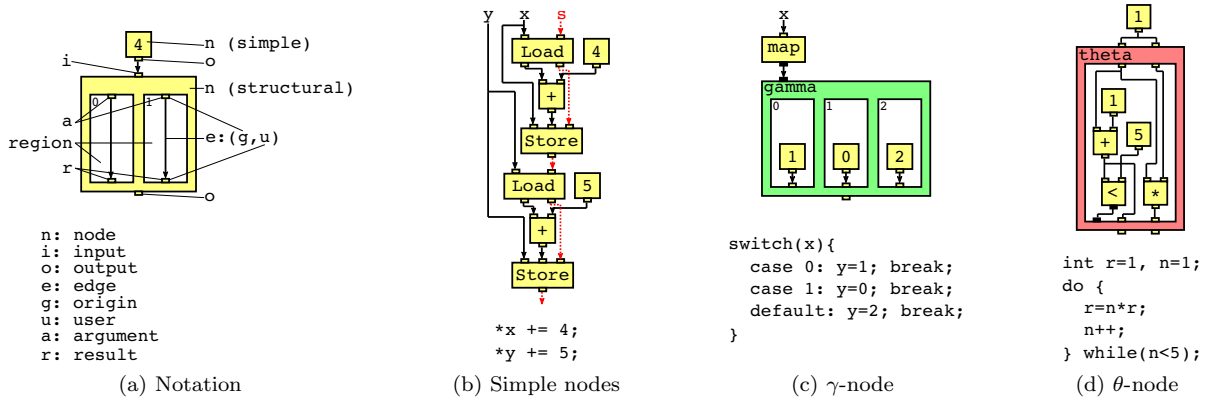 4
n (simple)
o
i
n (structural)
0
1
a
e:(g,u)
region
r
o
n: node
i: input
o: output
e: edge
g: origin
u: user
a: argument
r: result
(a) Notation
y x s
Load
4
+
Store
Load
5
+
Store
*x += 4;
*y += 5;
(b) Simple nodes
x
map
gamma
0 1 2
1 0 2
switch(x){
case 0: y=1; break;
case 1: y=0; break;
default: y=2; break;
}
(c) γ-node
1
theta
1
+
5
<
*
int r=1, n=1;
do {
r=n*r;
n++;
} while(n<5);
(d) θ-node